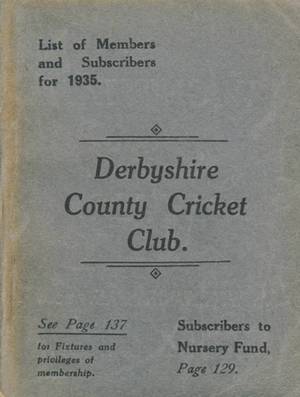 List of Members
and Subscribers
for 1935.
Derbyshire
County Cricket
Club.
See Page 137
for Fixtures and
privileges of
membership.
Subscribers to
Nursery Fund,
Page 129.